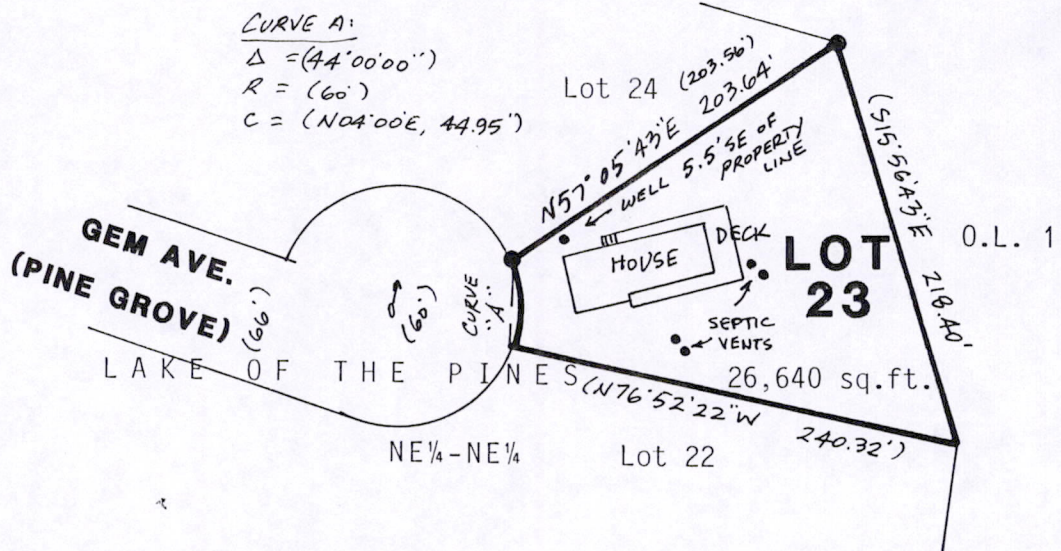 CURVE A:
Δ = (44°00'00")
R = (60')
C = (N04°00'E, 44.95')
Lot 24
(203.56')
203.64'
N57°05'43"E
WELL 5.5' SE OF
PROPERTY
LINE
(S15°56'43"E
218.40'
O.L. 1
GEM AVE.
(PINE GROVE)
(66')
(60')
CURVE
"A"
HOUSE
DECK
LOT
23
SEPTIC
VENTS
LAKE OF THE PINES
26,640 sq.ft.
(N76°52'22"W
240.32')
NE¼-NE¼
Lot 22